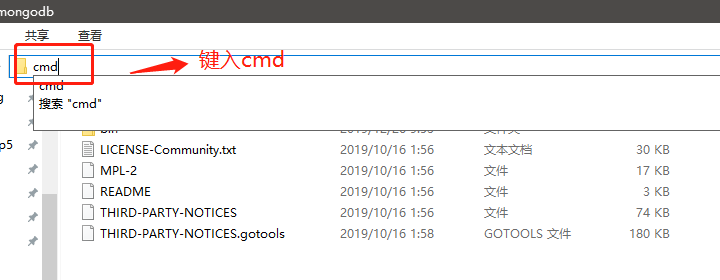 mongodb
共享 查看
cmd
键入cmd
cmd
搜索 "cmd"
LICENSE-Community.txt 2019/10/16 1:56 文本文档 30 KB
MPL-2 2019/10/16 1:56 文件 17 KB
README 2019/10/16 1:56 文件 3 KB
THIRD-PARTY-NOTICES 2019/10/16 1:56 文件 74 KB
THIRD-PARTY-NOTICES.gotools 2019/10/16 1:58 GOTOOLS 文件 180 KB
p5